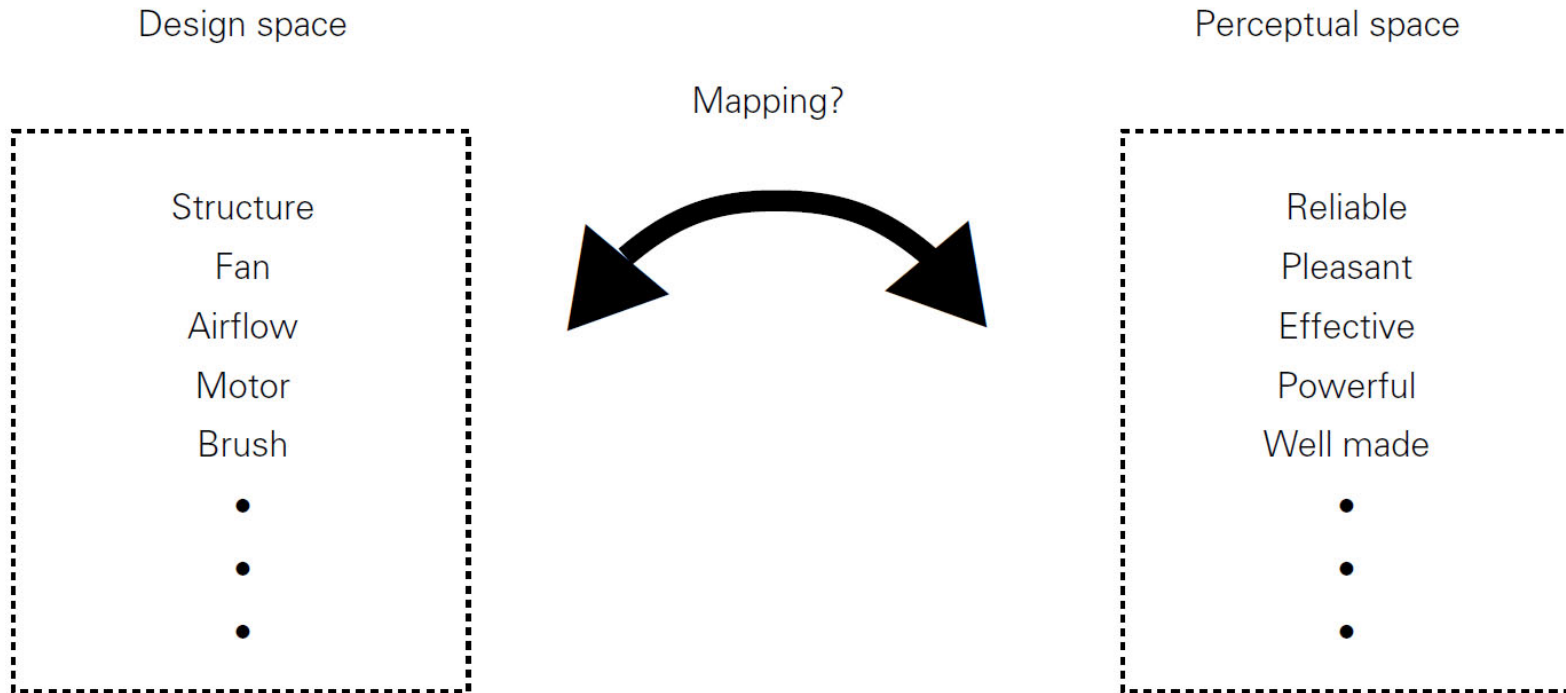 Design space
Perceptual space
Mapping?
Structure
Fan
Airflow
Motor
Brush
•
•
•
Reliable
Pleasant
Effective
Powerful
Well made
•
•
•